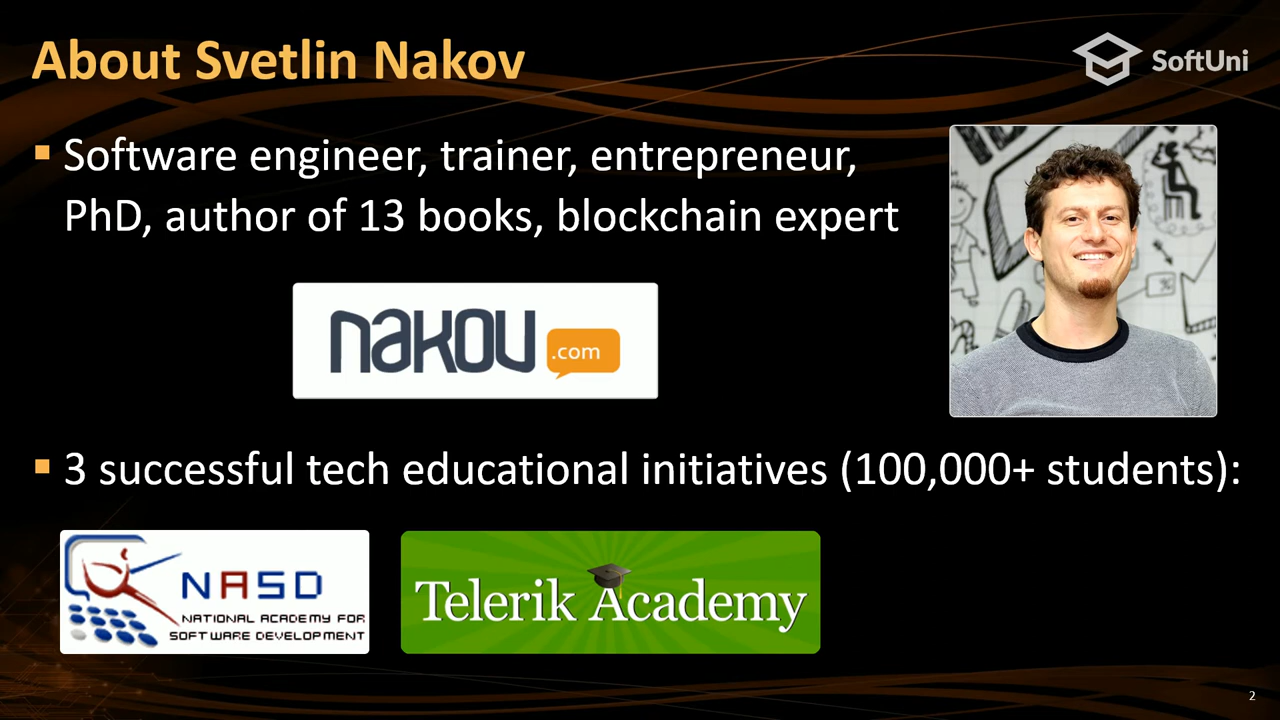 About Svetlin Nakov
SoftUni
▪ Software engineer, trainer, entrepreneur,
PhD, author of 13 books, blockchain expert
nakov .com
▪ 3 successful tech educational initiatives (100,000+ students):
NASD
NATIONAL ACADEMY FOR
SOFTWARE DEVELOPMENT
Telerik Academy
2